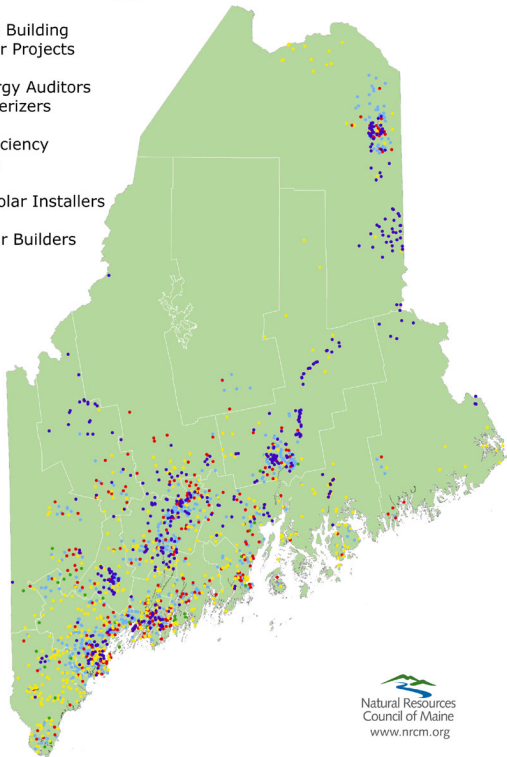 Building
r Projects
rgy Auditors
erizers
ciency
olar Installers
r Builders
Natural Resources
Council of Maine
www.nrcm.org